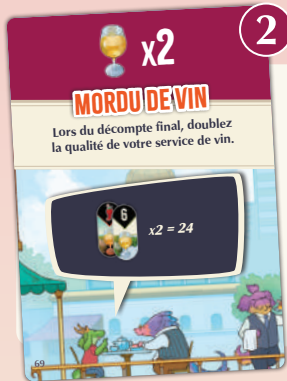 2
x2
MORDU DE VIN
Lors du décompte final, doublez
la qualité de votre service de vin.
6
x2 = 24
69